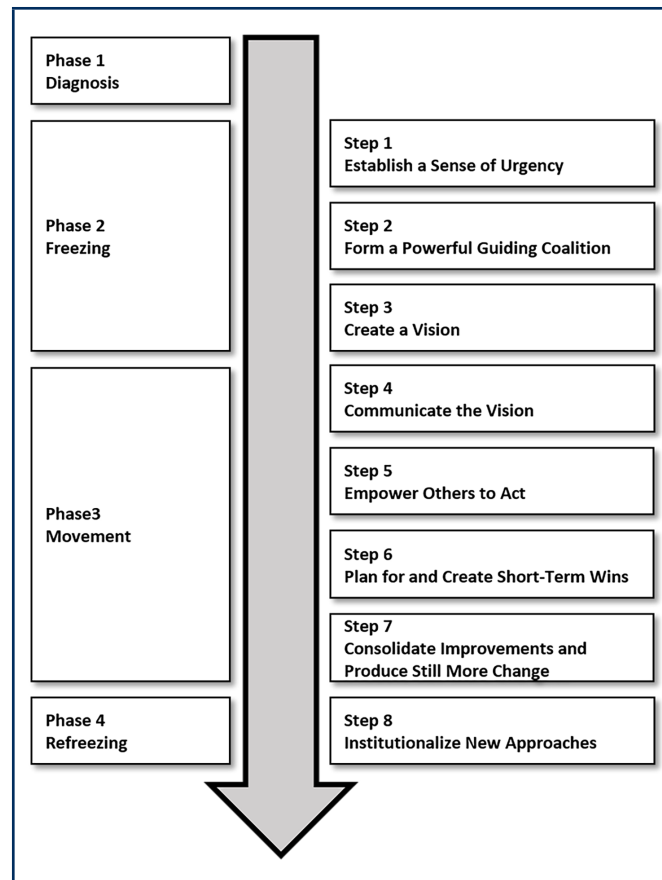 Phase 1
Diagnosis
Phase 2
Freezing
Phase3
Movement
Phase 4
Refreezing
Step 1
Establish a Sense of Urgency
Step 2
Form a Powerful Guiding Coalition
Step 3
Create a Vision
Step 4
Communicate the Vision
Step 5
Empower Others to Act
Step 6
Plan for and Create Short-Term Wins
Step 7
Consolidate Improvements and
Produce Still More Change
Step 8
Institutionalize New Approaches